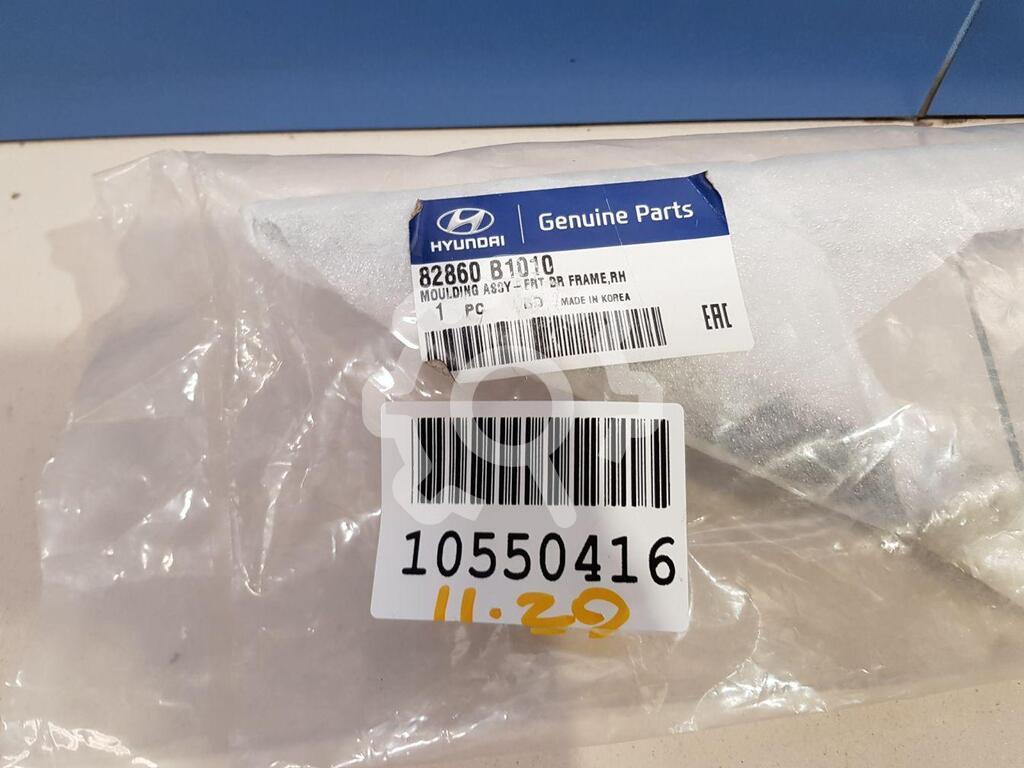 HYUNDAI
Genuine Parts
82860 B1010
MOULDING ASSY-FRT DR FRAME,RH
1 PC MADE IN KOREA
EAC
10550416
11.20